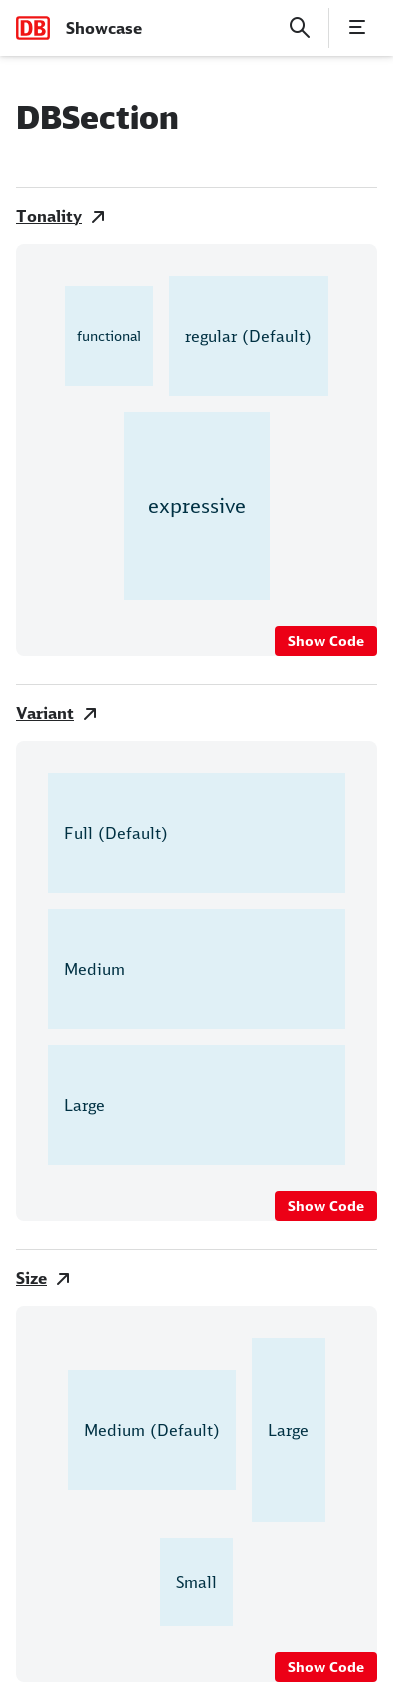 DB Showcase
DBSection
Tonality
functional
regular (Default)
expressive
Show Code
Variant
Full (Default)
Medium
Large
Show Code
Size
Medium (Default)
Large
Small
Show Code